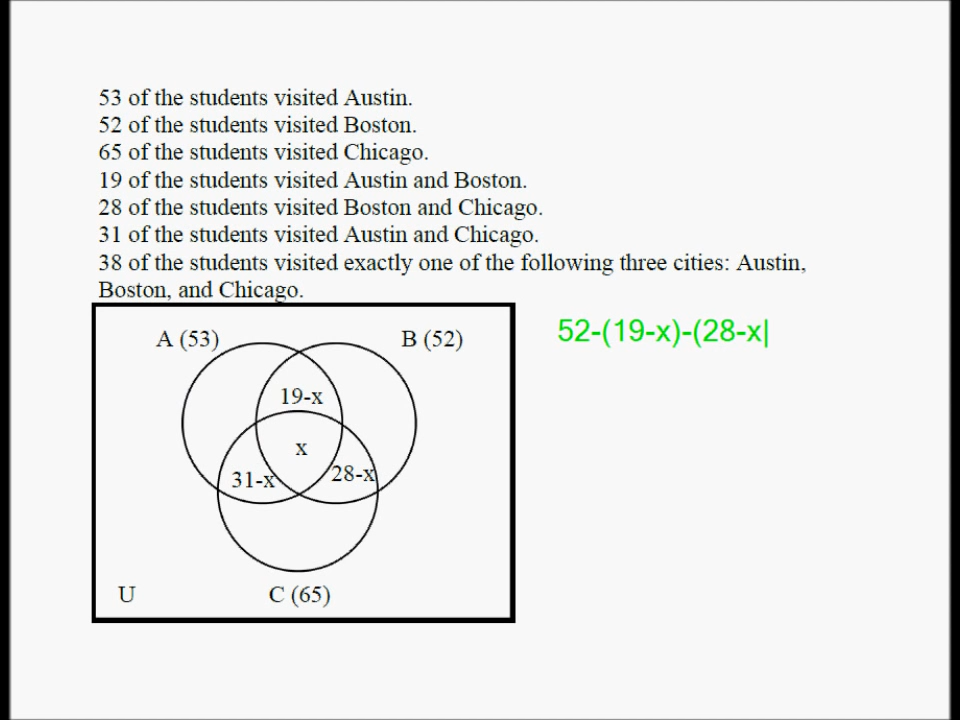 53 of the students visited Austin.
52 of the students visited Boston.
65 of the students visited Chicago.
19 of the students visited Austin and Boston.
28 of the students visited Boston and Chicago.
31 of the students visited Austin and Chicago.
38 of the students visited exactly one of the following three cities: Austin,
Boston, and Chicago.
52-(19-x)-(28-x|
A (53)
B (52)
19-x
x
31-x
28-x
U
C (65)